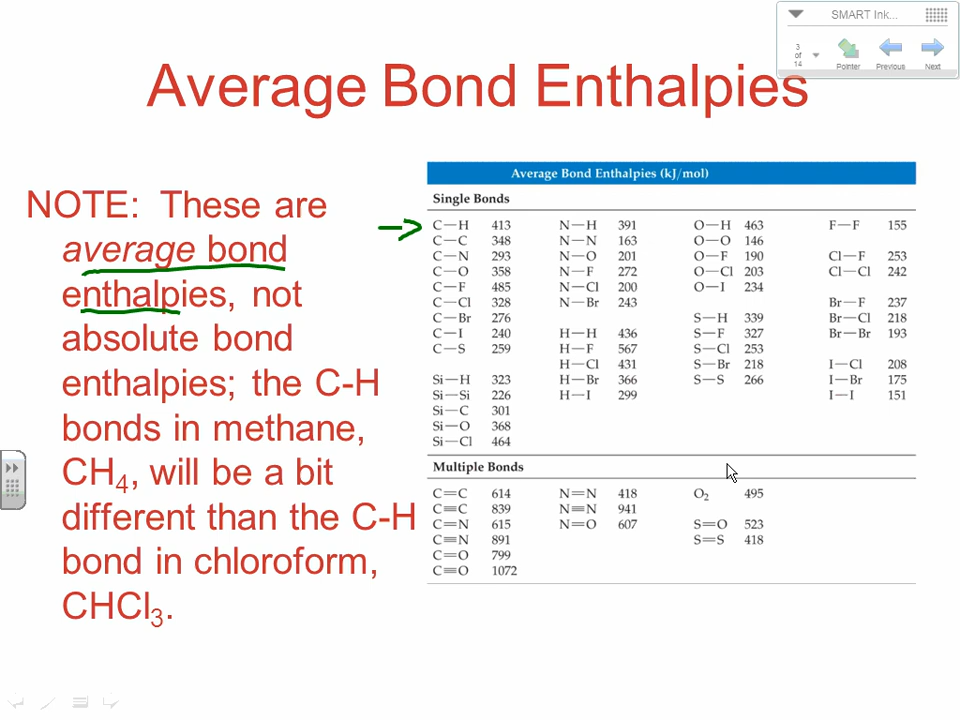 SMART Ink...
3
of
14
Pointer Previous Next
Average Bond Enthalpies
NOTE: These are
average bond
enthalpies, not
absolute bond
enthalpies; the C-H
bonds in methane,
CH₄, will be a bit
different than the C-H
bond in chloroform,
CHCl₃.
Average Bond Enthalpies (kJ/mol)
Single Bonds
C—H 413 N—H 391 O—H 463 F—F 155
C—C 348 N—N 163 O—O 146
C—N 293 N—O 201 O—F 190 Cl—F 253
C—O 358 N—F 272 O—Cl 203 Cl—Cl 242
C—F 485 N—Cl 200 O—I 234
C—Cl 328 N—Br 243 Br—F 237
C—Br 276 S—H 339 Br—Cl 218
C—I 240 H—H 436 S—F 327 Br—Br 193
C—S 259 H—F 567 S—Cl 253
H—Cl 431 S—Br 218 I—Cl 208
Si—H 323 H—Br 366 S—S 266 I—Br 175
Si—Si 226 H—I 299 I—I 151
Si—C 301
Si—O 368
Si—Cl 464
Multiple Bonds
C=C 614 N=N 418 O₂ 495
C≡C 839 N≡N 941
C=N 615 N=O 607 S=O 523
C≡N 891 S=S 418
C=O 799
C≡O 1072